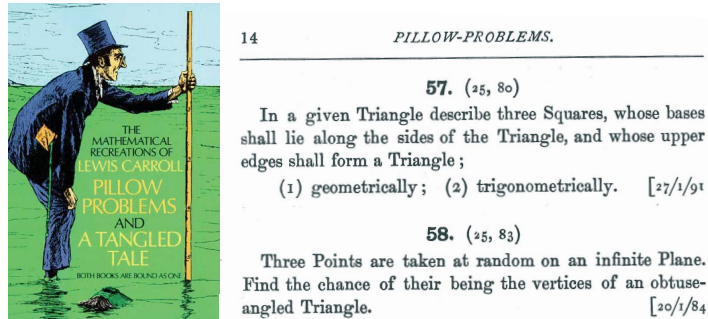 THE
MATHEMATICAL
RECREATIONS OF
LEWIS CARROLL
PILLOW
PROBLEMS
AND
A TANGLED
TALE
BOTH BOOKS ARE BOUND AS ONE
14 PILLOW-PROBLEMS.
57. (25, 80)
In a given Triangle describe three Squares, whose bases
shall lie along the sides of the Triangle, and whose upper
edges shall form a Triangle;
(1) geometrically; (2) trigonometrically. [27/1/91
58. (25, 83)
Three Points are taken at random on an infinite Plane.
Find the chance of their being the vertices of an obtuse-
angled Triangle. [20/1/84